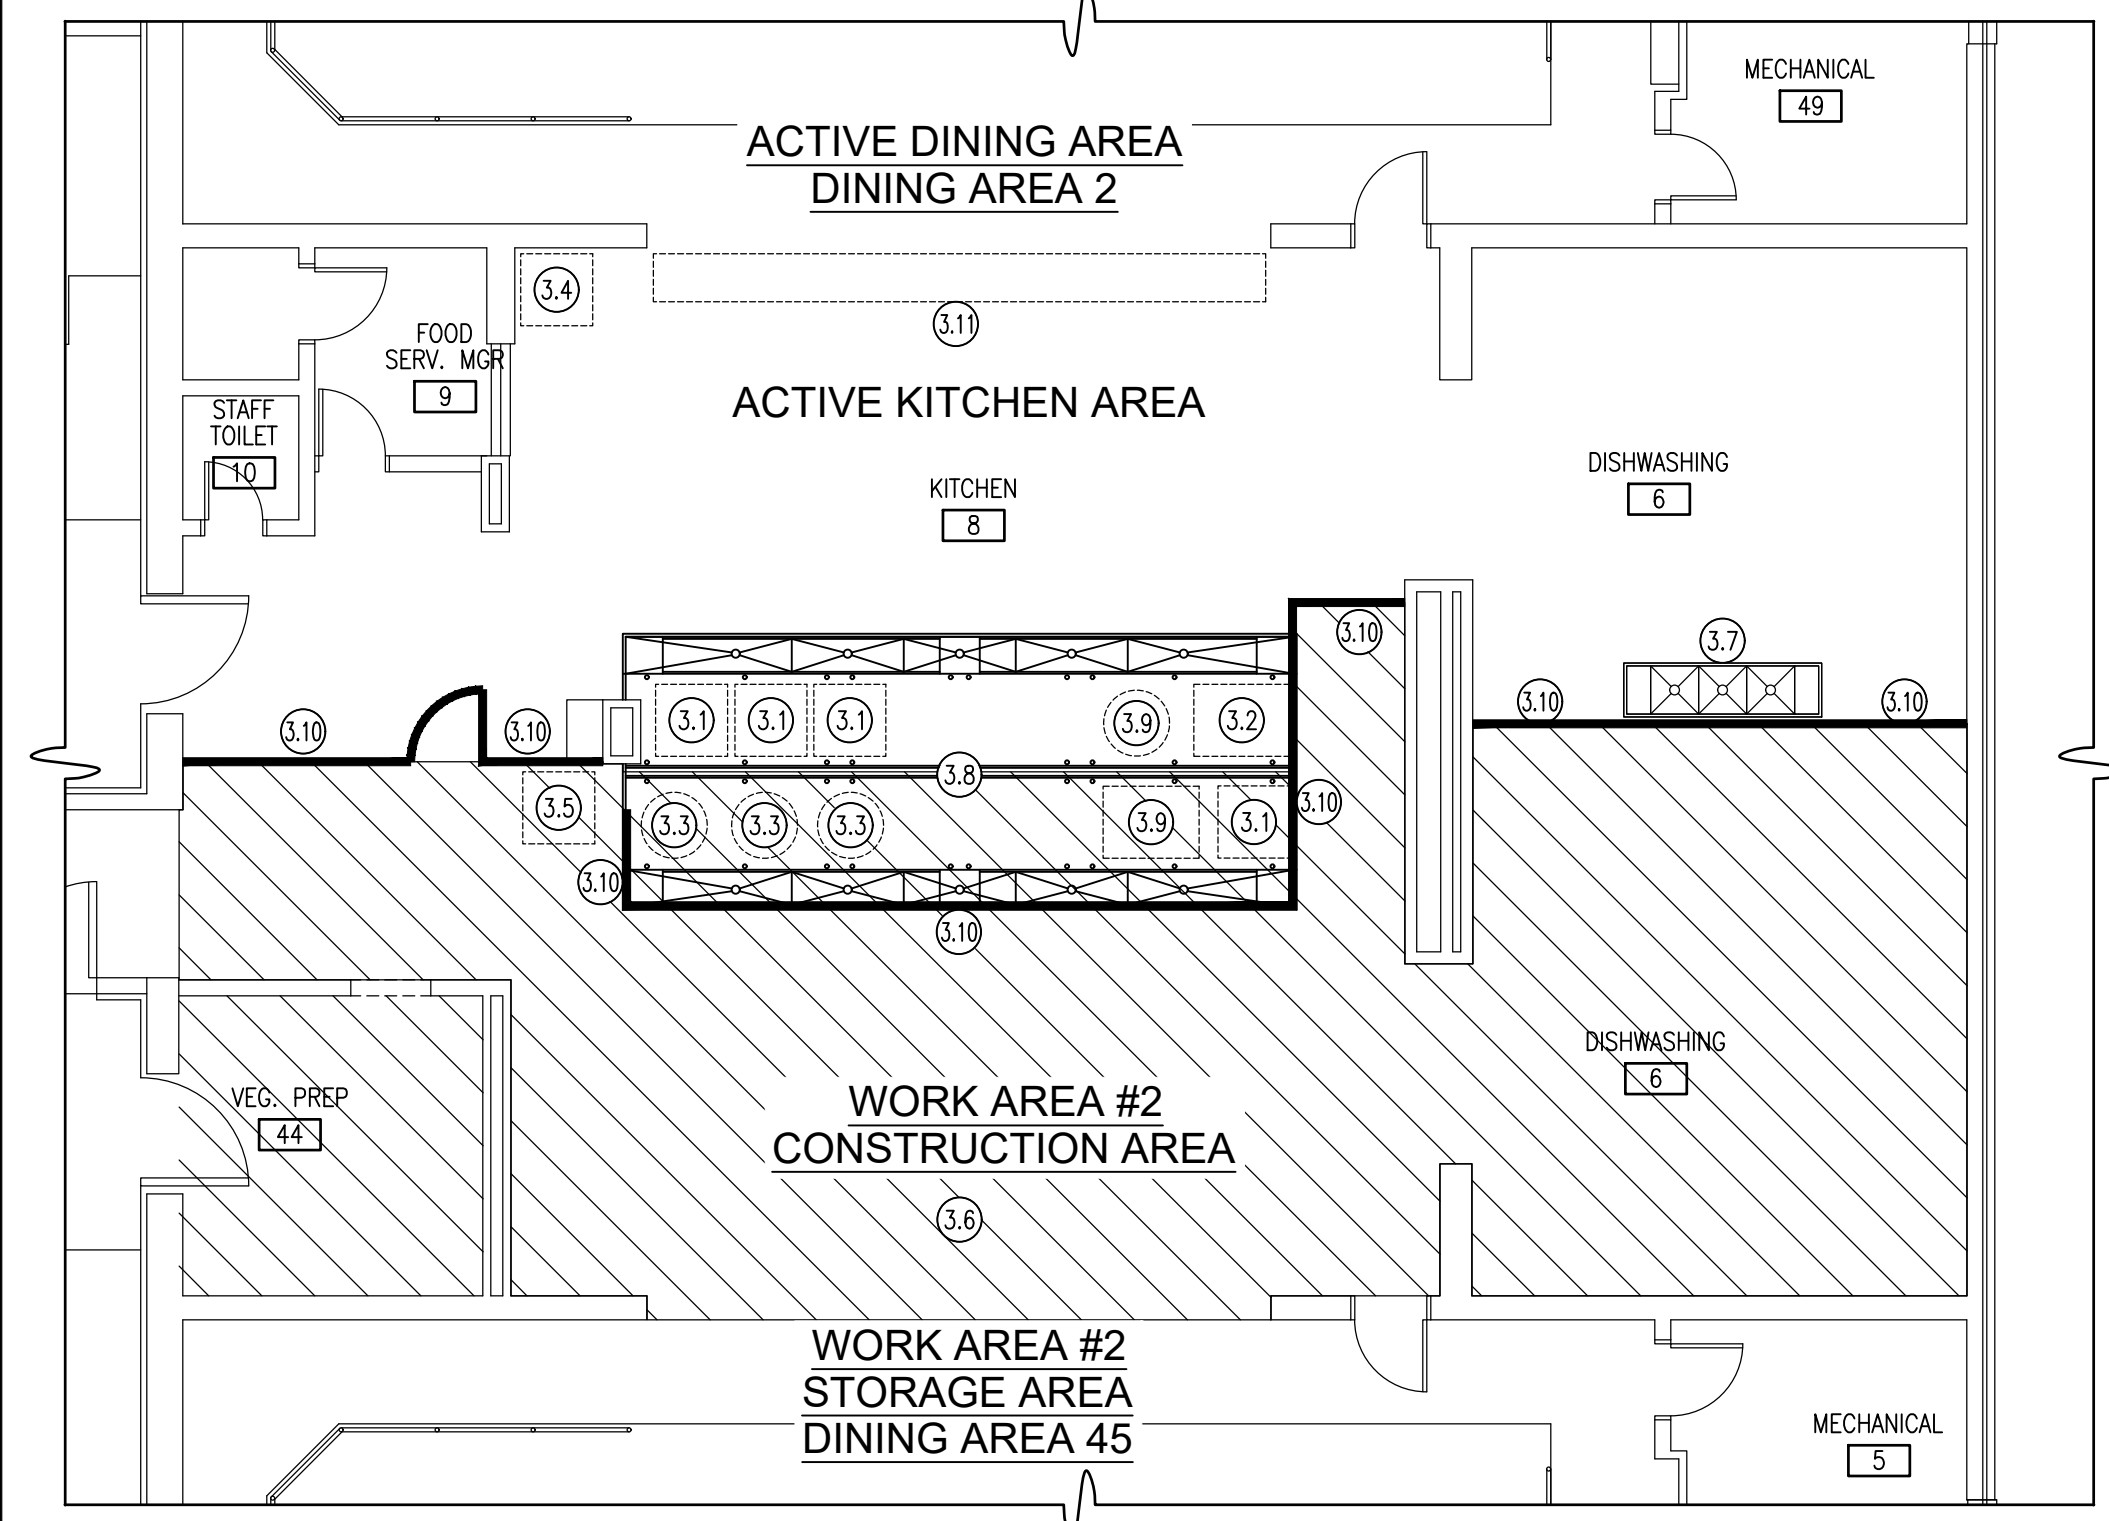 MECHANICAL
49
ACTIVE DINING AREA
DINING AREA 2
3.4
3.11
FOOD
SERV. MGR
9
ACTIVE KITCHEN AREA
STAFF
TOILET
10
KITCHEN
8
DISHWASHING
6
3.10
3.7
3.10
3.10
3.10
3.10
3.1
3.1
3.1
3.9
3.2
3.8
3.5
3.3
3.3
3.3
3.9
3.1
3.10
3.10
3.10
DISHWASHING
6
VEG. PREP
44
WORK AREA #2
CONSTRUCTION AREA
3.6
WORK AREA #2
STORAGE AREA
DINING AREA 45
MECHANICAL
5